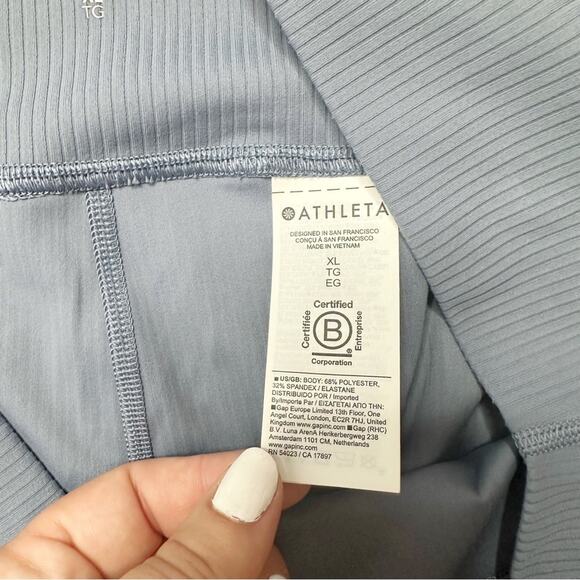 XL
TG
ATHLETA
DESIGNED IN SAN FRANCISCO
CONÇU À SAN FRANCISCO
MADE IN VIETNAM
XL
TG
EG
Certified
Certifiée
B
Entreprise
Corporation
■ US/GB: BODY: 68% POLYESTER,
32% SPANDEX / ELASTANE
DISTRIBUIDO POR / Imported
By/Importe Par / ΕΙΣΑΓΕΤΑΙ ΑΠΟ ΤΗΝ:
■ Gap Europe Limited 13th Floor, One
Angel Court, London, EC2R 7HJ, United
Kingdom www.gapinc.com ■ Gap (RHC)
B.V. Luna ArenA Herikerbergweg 238
Amsterdam 1101 CM, Netherlands
www.gapinc.com
RN 54023 / CA 17897